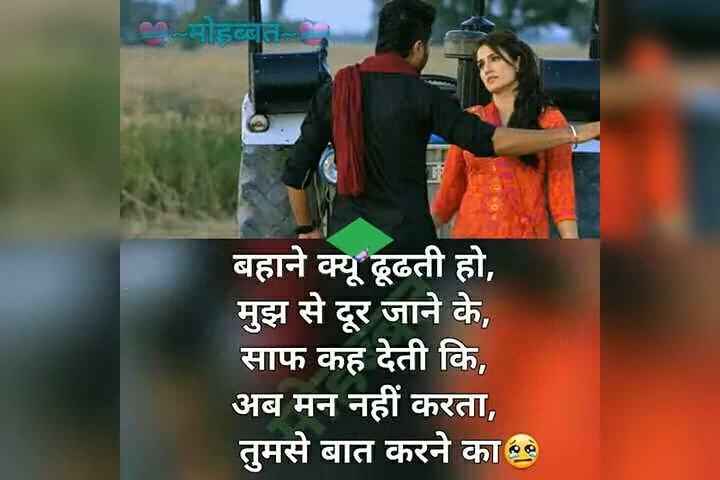 ~मोहब्बत~
बहाने क्यू ढूढती हो,
मुझ से दूर जाने के,
साफ कह देती कि,
अब मन नहीं करता,
तुमसे बात करने का